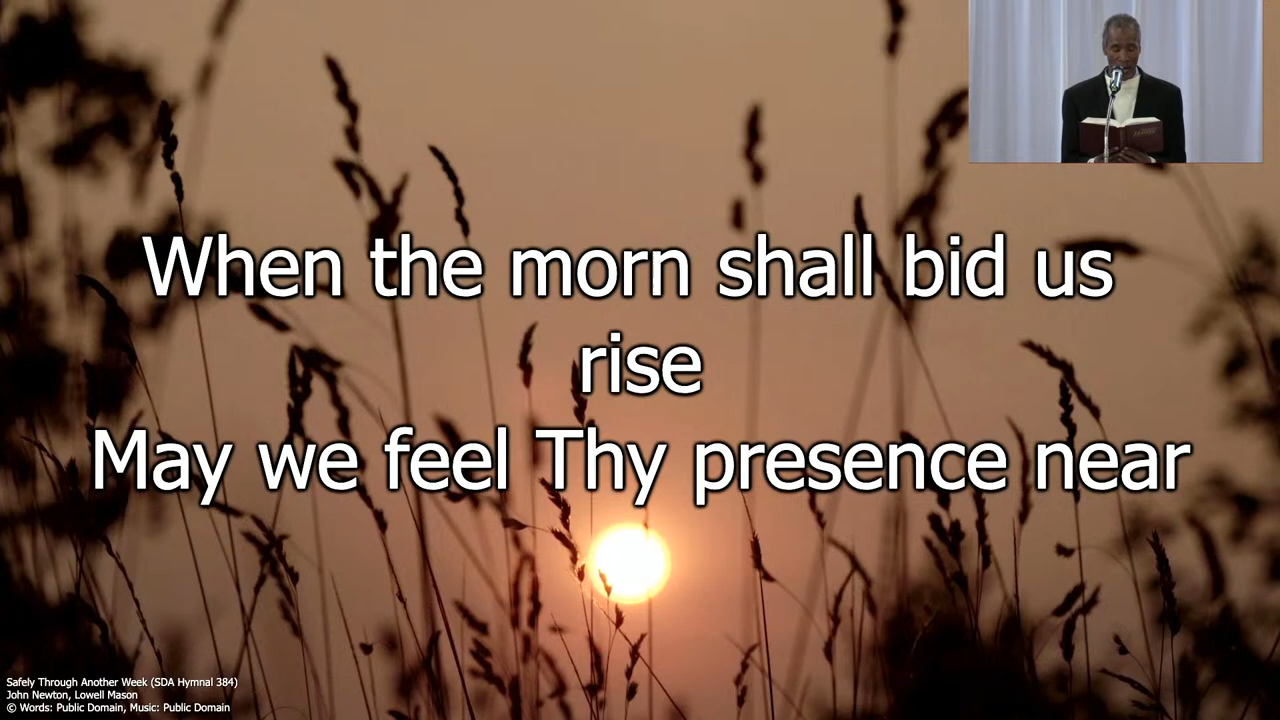 When the morn shall bid us
rise
May we feel Thy presence near
Safely Through Another Week (SDA Hymnal 384)
John Newton, Lowell Mason
© Words: Public Domain, Music: Public Domain